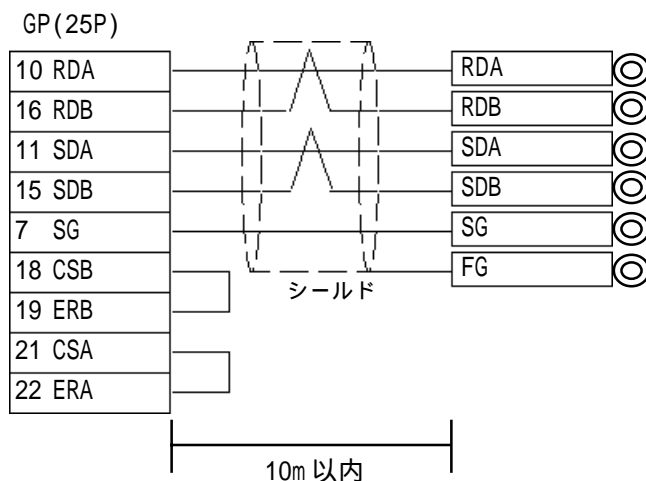 GP(25P)
10 RDA
16 RDB
11 SDA
15 SDB
7 SG
18 CSB
19 ERB
21 CSA
22 ERA
RDA
RDB
SDA
SDB
SG
FG
シールド
10m 以内